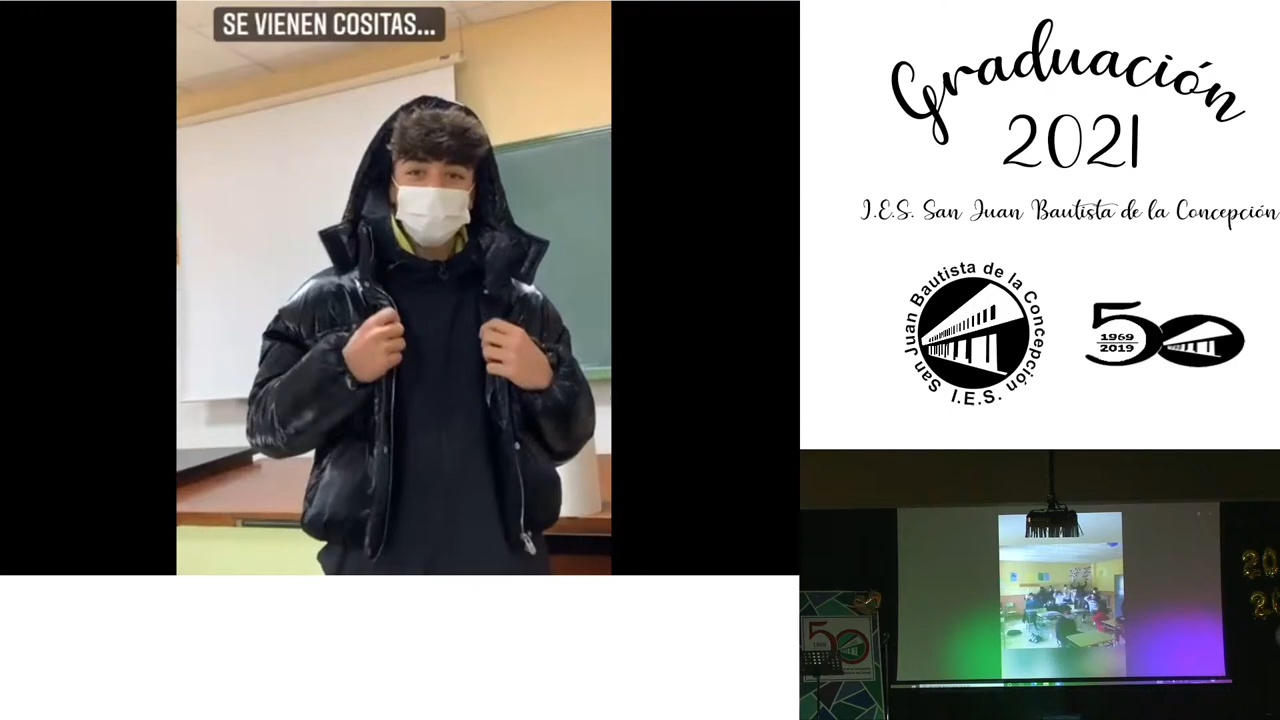 SE VIENEN COSITAS...
Graduación
2021
I.E.S. San Juan Bautista de la Concepción
San Juan Bautista de la Concepción
I.E.S.
50
1969
2019
50